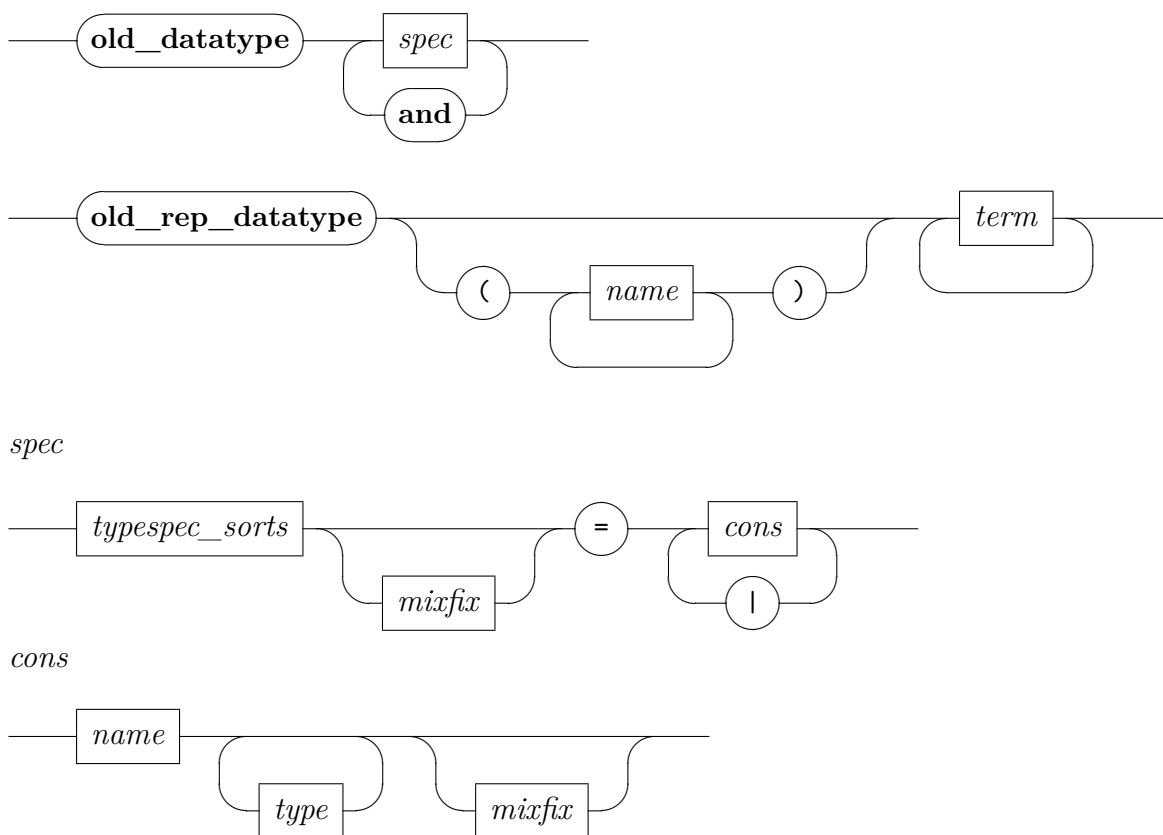 old_datatype spec
and
old_rep_datatype term
( name )
spec
typespec_sorts = cons
mixfix |
cons
name
type mixfix